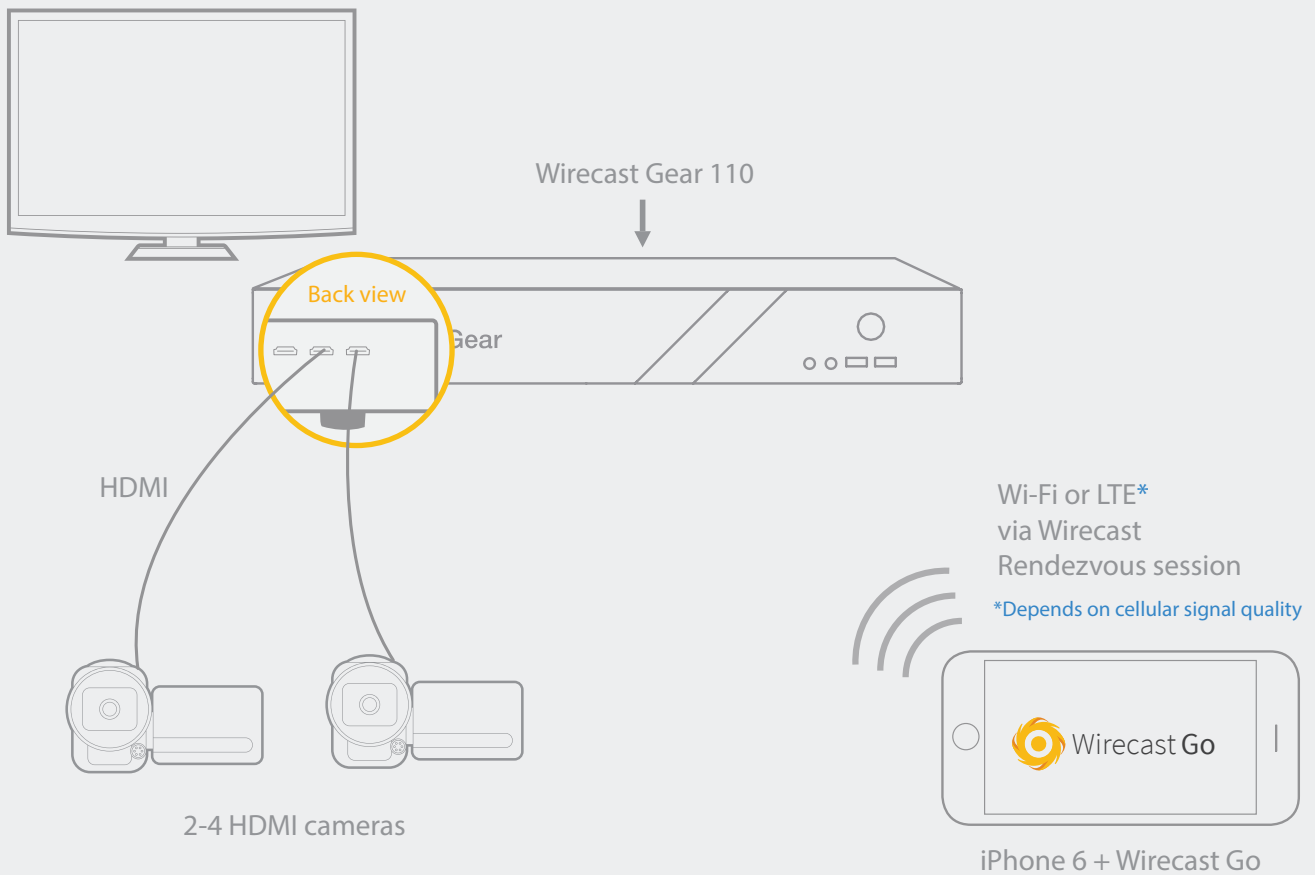 Wirecast Gear 110
Back view
Gear
HDMI
Wi-Fi or LTE*
via Wirecast
Rendezvous session
*Depends on cellular signal quality
Wirecast Go
2-4 HDMI cameras
iPhone 6 + Wirecast Go